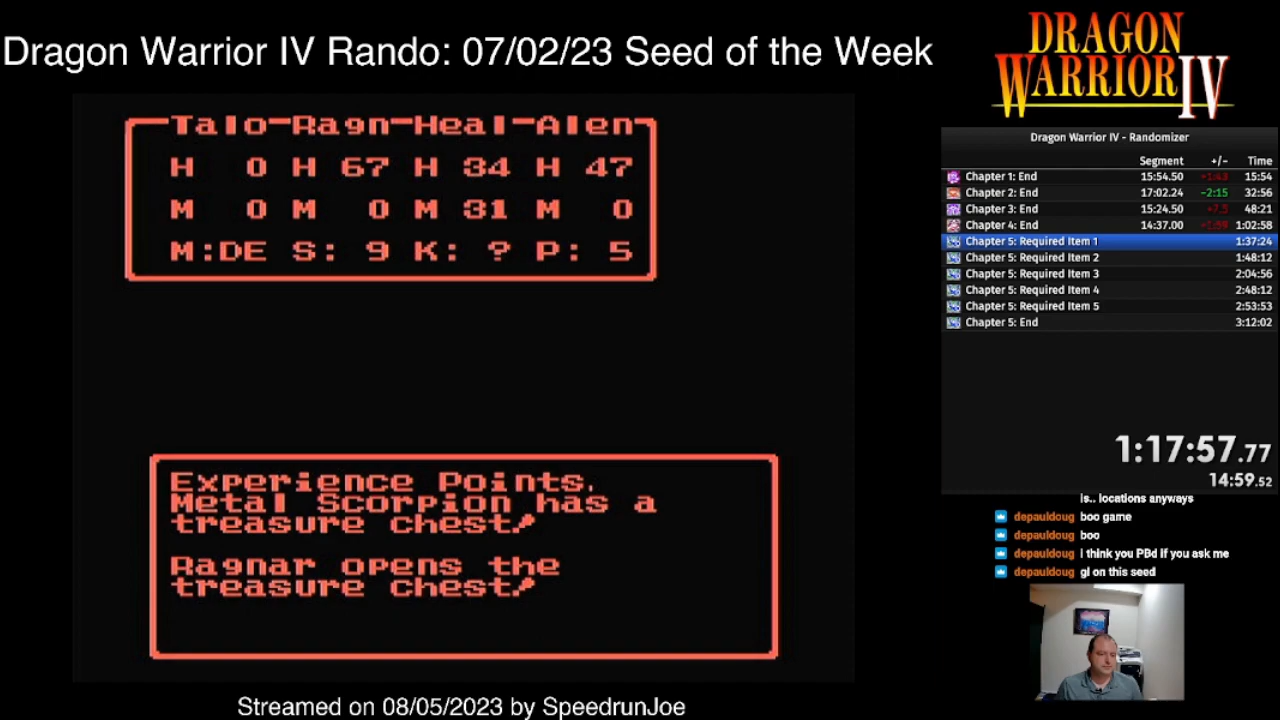 Dragon Warrior IV Rando: 07/02/23 Seed of the Week
DRAGON
WARRIOR IV
Talo Ragn Heal Alen
H 0 H 67 H 34 H 47
M 0 M 0 M 31 M 0
M:DE S: 9 K: ? P: 5
Experience Points.
Metal Scorpion has a
treasure chest!
Ragnar opens the
treasure chest!
Dragon Warrior IV - Randomizer
Segment +/- Time
Chapter 1: End 15:54.50 +1:43 15:54
Chapter 2: End 17:02.24 −2:15 32:56
Chapter 3: End 15:24.50 +7.5 48:21
Chapter 4: End 14:37.00 +1:59 1:02:58
Chapter 5: Required Item 1 1:37:24
Chapter 5: Required Item 2 1:48:12
Chapter 5: Required Item 3 2:04:56
Chapter 5: Required Item 4 2:48:12
Chapter 5: Required Item 5 2:53:53
Chapter 5: End 3:12:02
1:17:57.77
14:59.52
is.. locations anyways
depauldoug boo game
depauldoug boo
depauldoug i think you PBd if you ask me
depauldoug gl on this seed
Streamed on 08/05/2023 by SpeedrunJoe